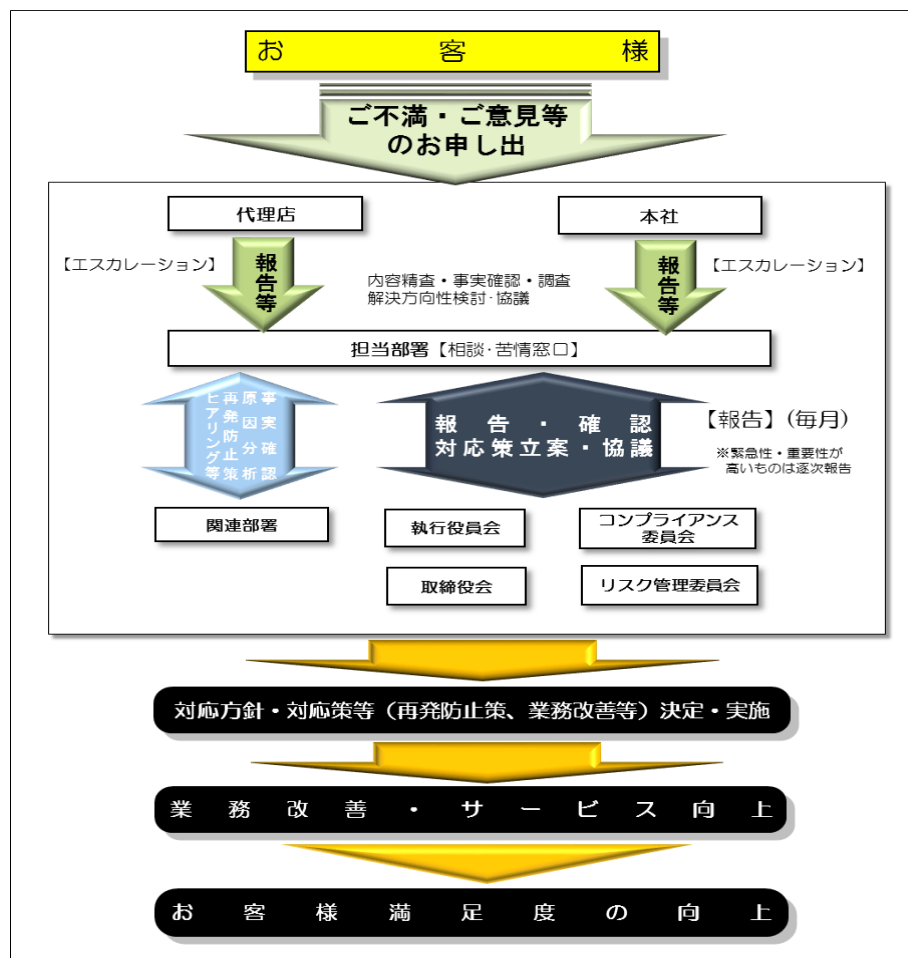 お客様
ご不満・ご意見等
のお申し出
代理店
本社
【エスカレーション】
報告等
内容精査・事実確認・調査
解決方向性検討・協議
報告等
【エスカレーション】
担当部署【相談・苦情窓口】
事実確認
原因分析
再発防止策
ヒアリング等
報告・確認
対応策立案・協議
【報告】(毎月)
※緊急性・重要性が
高いものは逐次報告
関連部署
執行役員会
コンプライアンス
委員会
取締役会
リスク管理委員会
対応方針・対応策等（再発防止策、業務改善等）決定・実施
業務改善・サービス向上
お客様満足度の向上